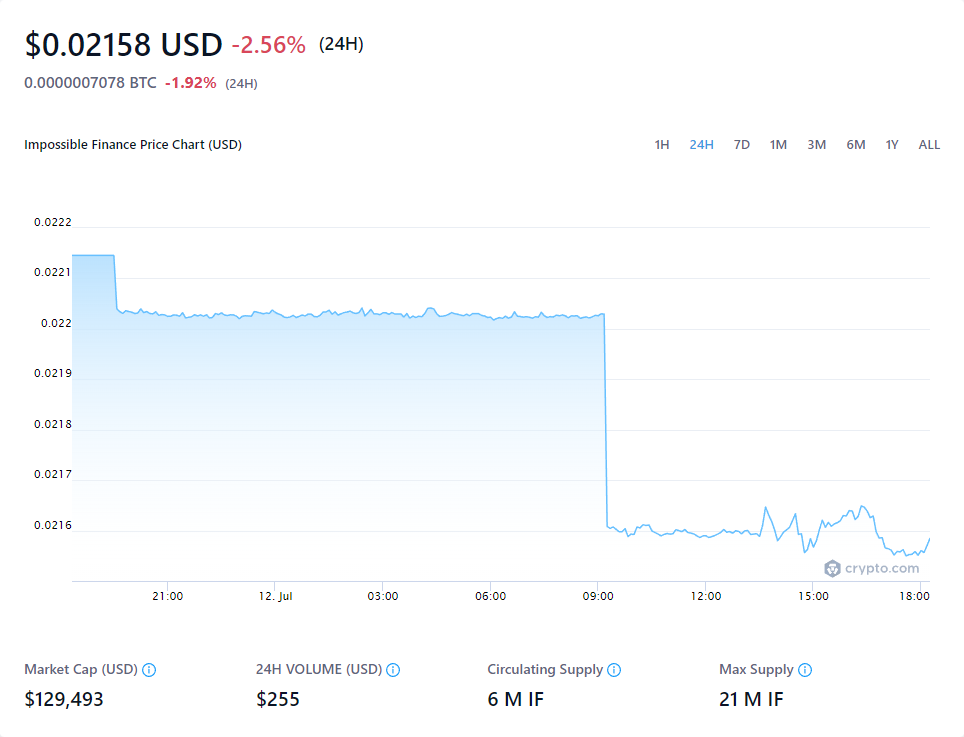 $0.02158 USD -2.56% (24H)
0.0000007078 BTC -1.92% (24H)
Impossible Finance Price Chart (USD) 1H 24H 7D 1M 3M 6M 1Y ALL
0.0222
0.0221
0.022
0.0219
0.0218
0.0217
0.0216
crypto.com
21:00 12. Jul 03:00 06:00 09:00 12:00 15:00 18:00
Market Cap (USD) 24H VOLUME (USD) Circulating Supply Max Supply
$129,493 $255 6 M IF 21 M IF